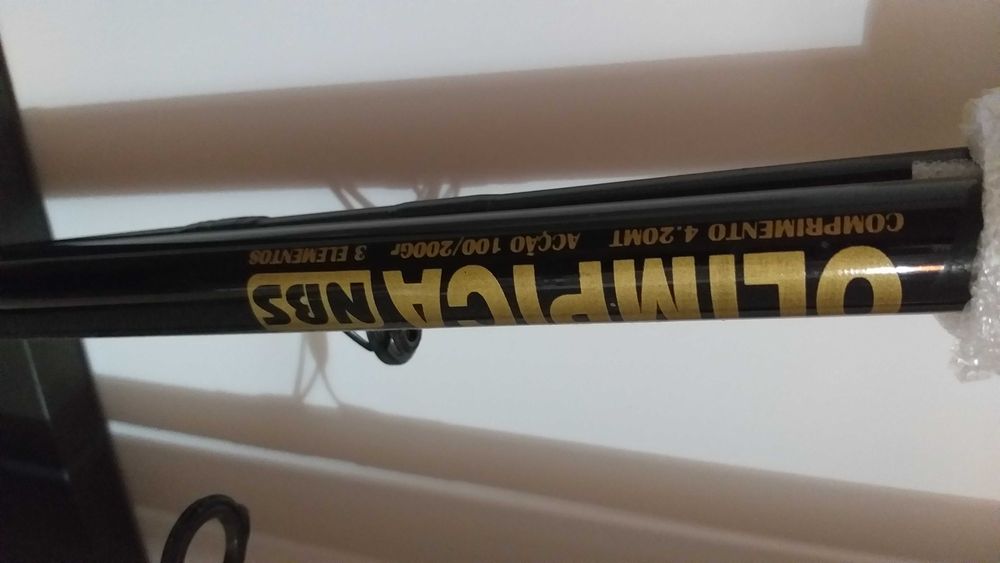 OLIMPICA NBS
COMPRIMENTO 4.20MT ACÇÃO 100/200Gr 3 ELEMENTOS